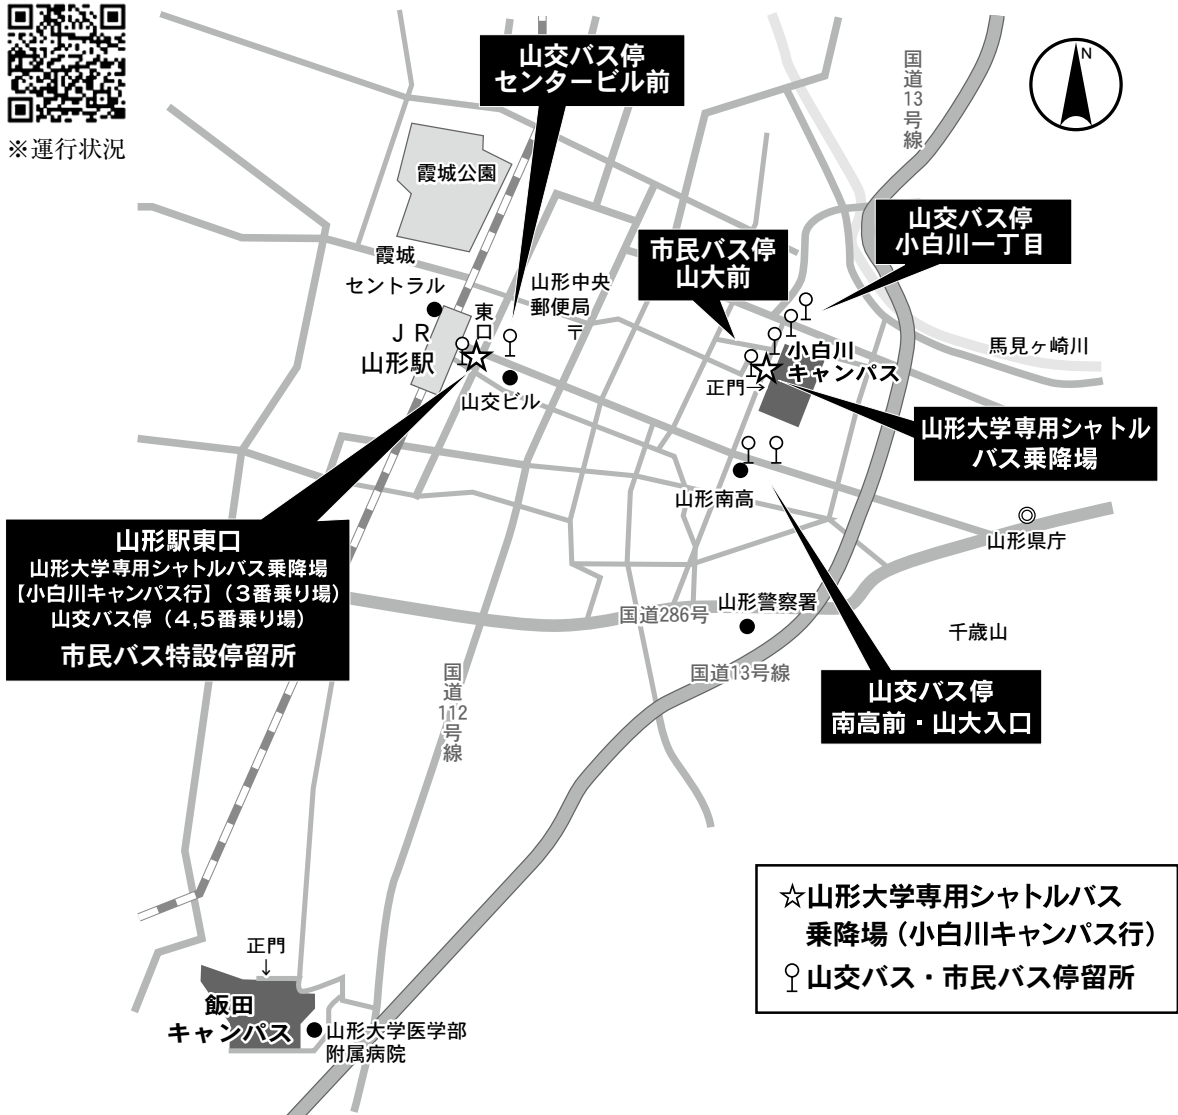 ※運行状況
山交バス停
センタービル前
国道13号線
N
霞城公園
山交バス停
小白川一丁目
市民バス停
山大前
霞城
セントラル
山形中央
郵便局
〒
東口
JR
山形駅
小白川
キャンパス
正門→
馬見ヶ崎川
山交ビル
山形大学専用シャトル
バス乗降場
山形南高
山形県庁
山形駅東口
山形大学専用シャトルバス乗降場
【小白川キャンパス行】（3番乗り場）
山交バス停（4,5番乗り場）
市民バス特設停留所
国道286号
山形警察署
千歳山
国道112号線
国道13号線
山交バス停
南高前・山大入口
☆山形大学専用シャトルバス
乗降場（小白川キャンパス行）
山交バス・市民バス停留所
正門
↓
飯田
キャンパス
山形大学医学部
附属病院